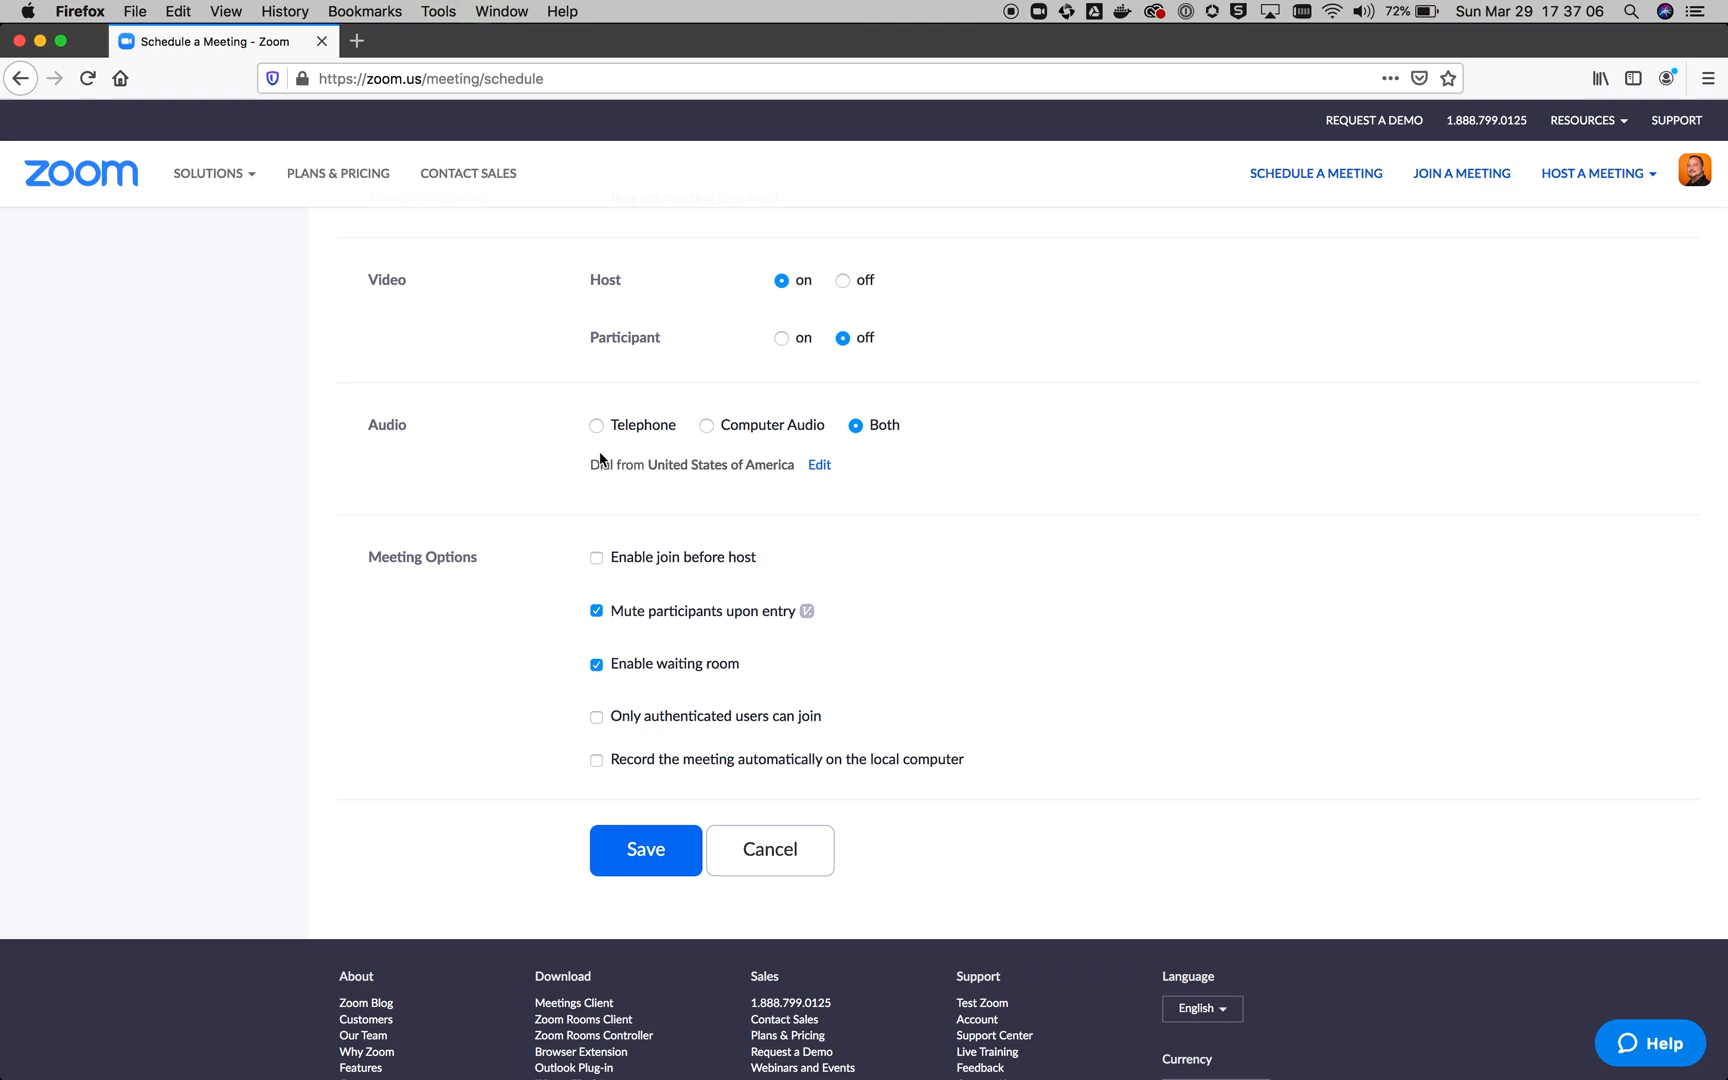 Firefox File Edit View History Bookmarks Tools Window Help 72% Sun Mar 29 17 37 06
Schedule a Meeting - Zoom
https://zoom.us/meeting/schedule
REQUEST A DEMO 1.888.799.0125 RESOURCES SUPPORT
zoom SOLUTIONS PLANS & PRICING CONTACT SALES SCHEDULE A MEETING JOIN A MEETING HOST A MEETING
Meeting Password Require meeting password
Video Host on off
Participant on off
Audio Telephone Computer Audio Both
Dial from United States of America Edit
Meeting Options Enable join before host
Mute participants upon entry
Enable waiting room
Only authenticated users can join
Record the meeting automatically on the local computer
Save Cancel
About Download Sales Support Language
Zoom Blog Meetings Client 1.888.799.0125 Test Zoom English
Customers Zoom Rooms Client Contact Sales Account
Our Team Zoom Rooms Controller Plans & Pricing Support Center
Why Zoom Browser Extension Request a Demo Live Training Currency
Features Outlook Plug-in Webinars and Events Feedback
Help